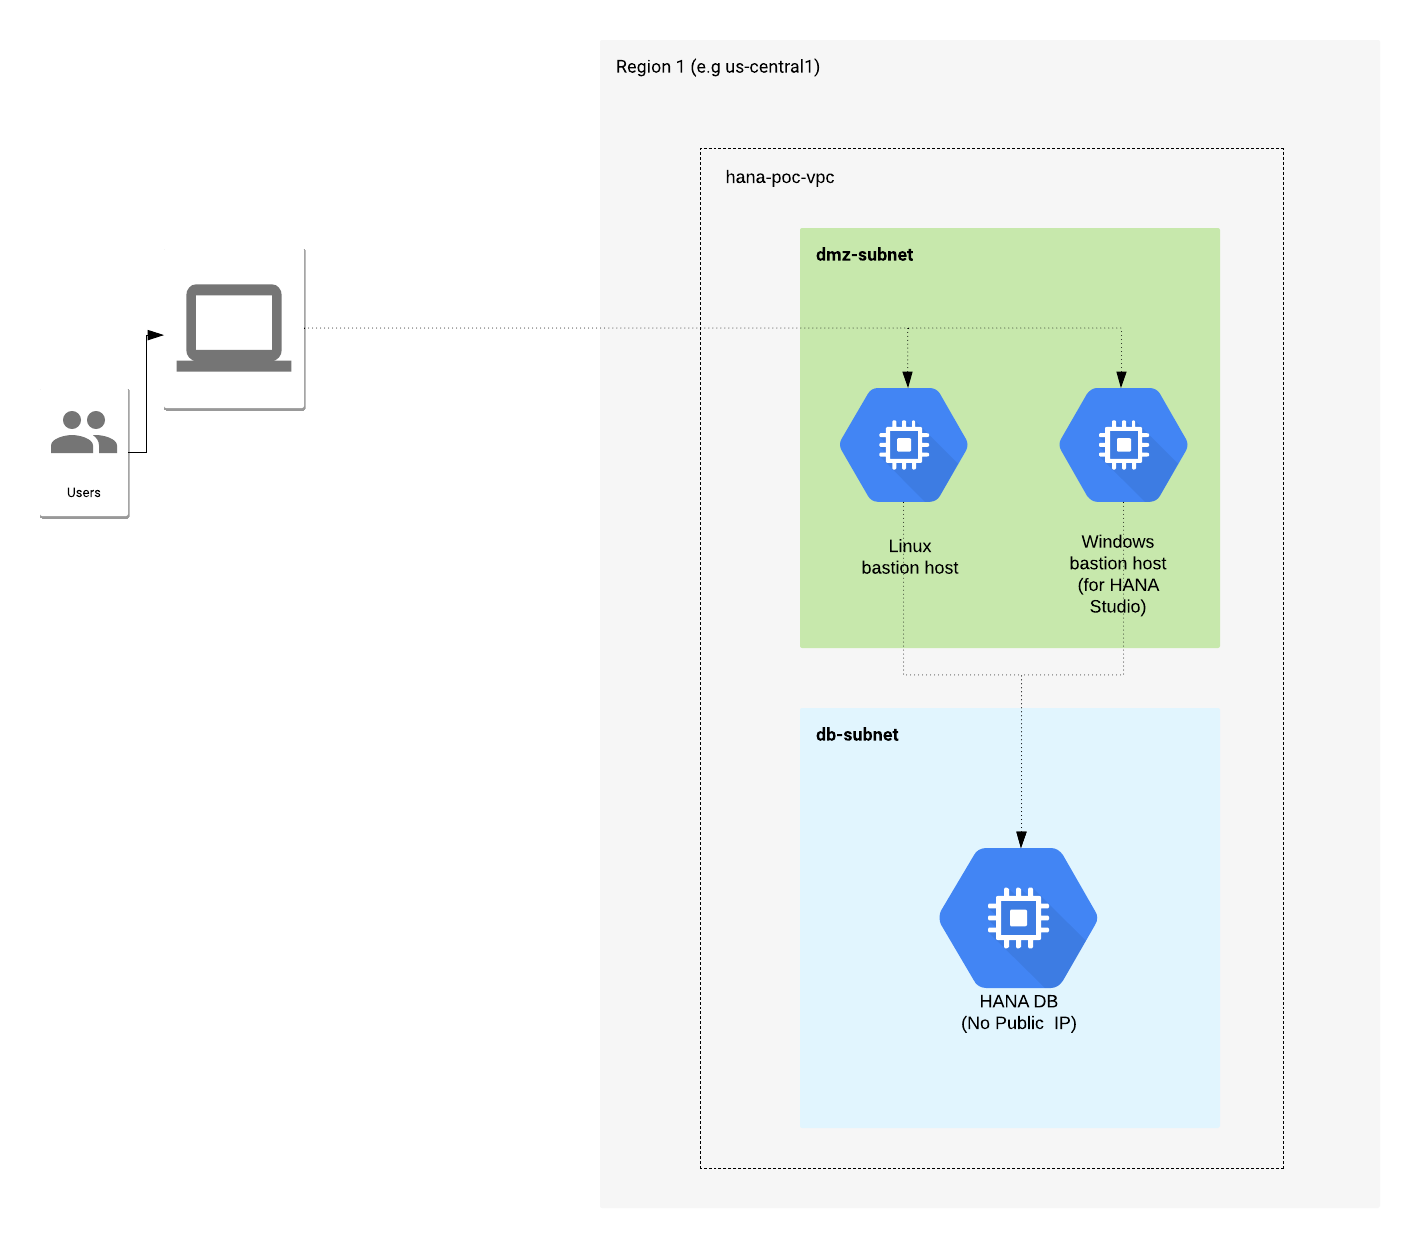 Region 1 (e.g us-central1)
hana-poc-vpc
dmz-subnet
Users
Linux
bastion host
Windows
bastion host
(for HANA
Studio)
db-subnet
HANA DB
(No Public  IP)